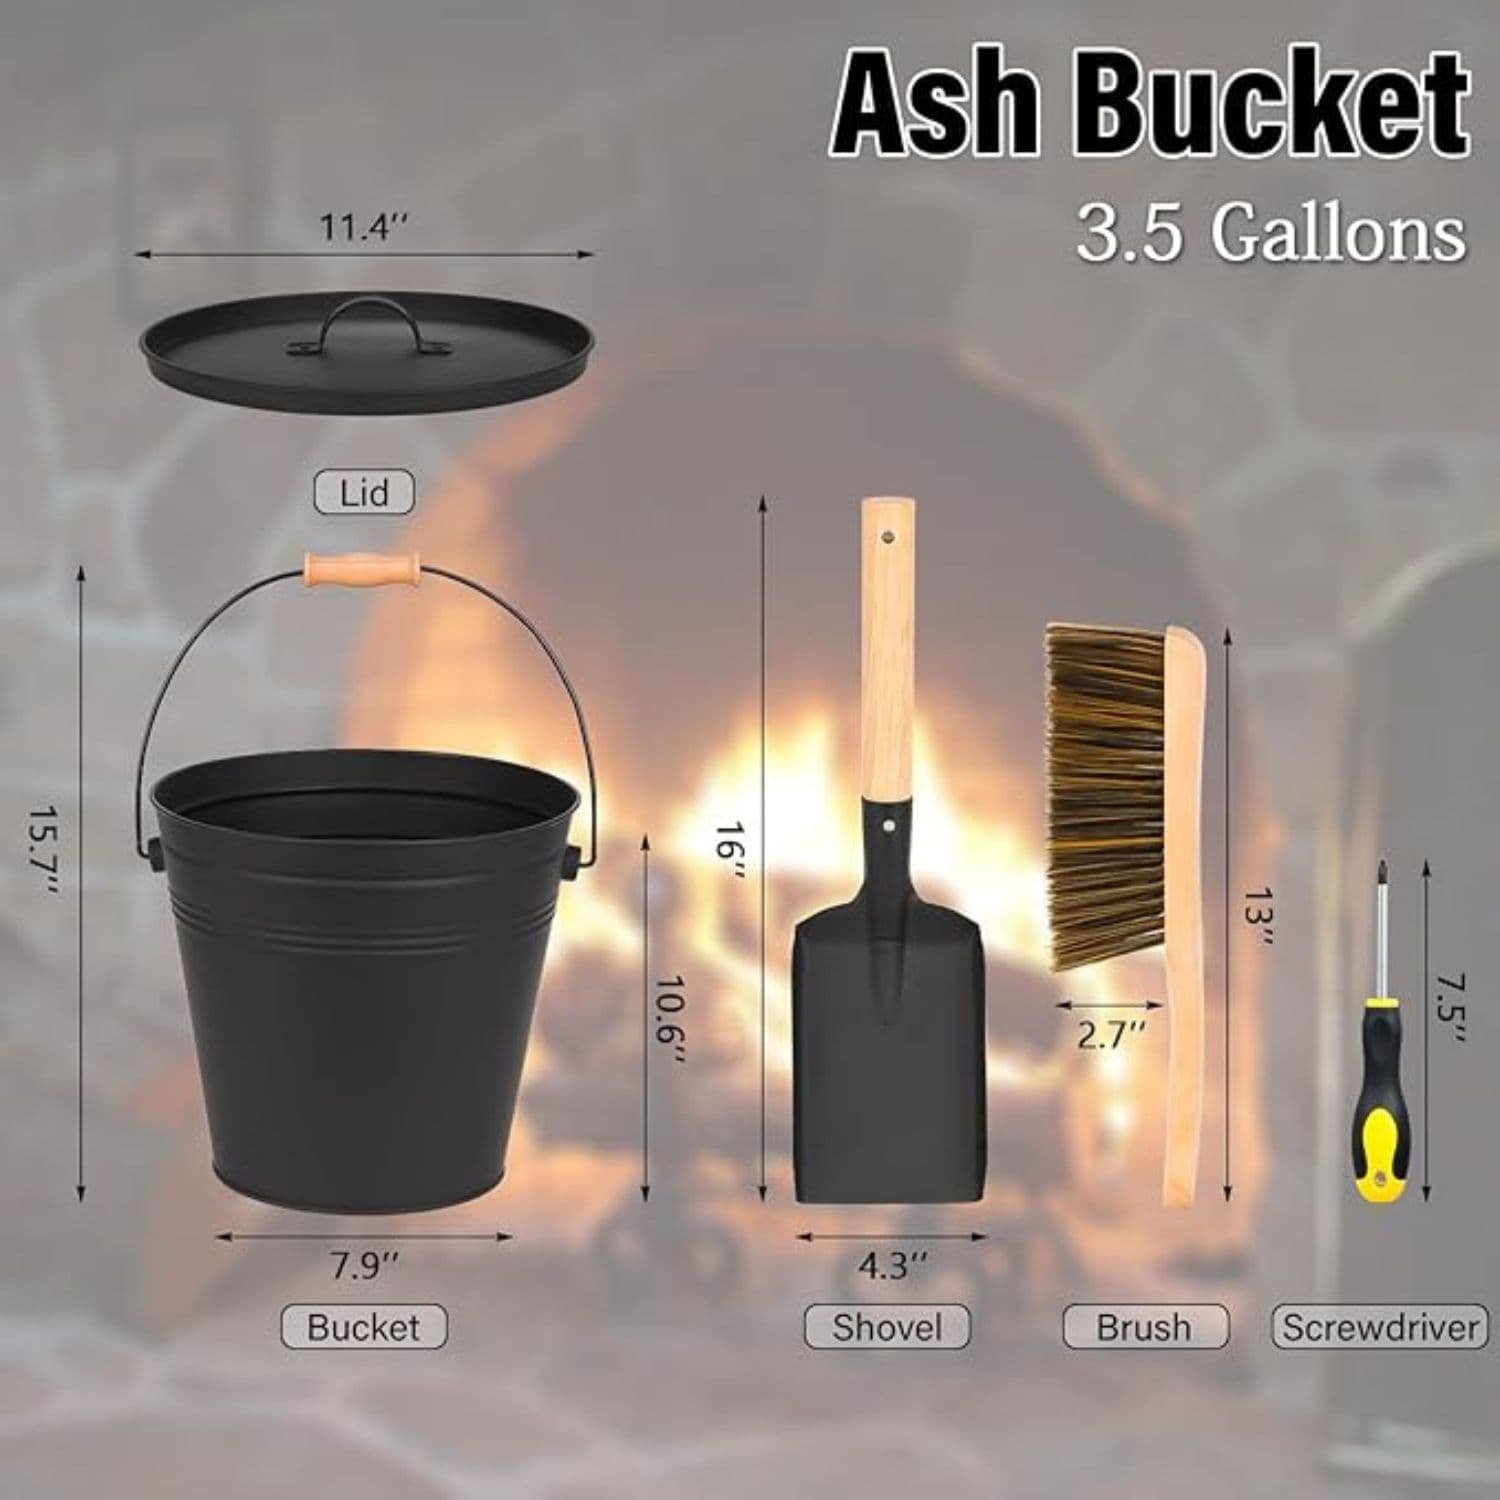 Ash Bucket
3.5 Gallons
11.4''
Lid
15.7''
10.6''
7.9''
Bucket
16''
4.3''
Shovel
2.7''
13''
Brush
7.5''
Screwdriver